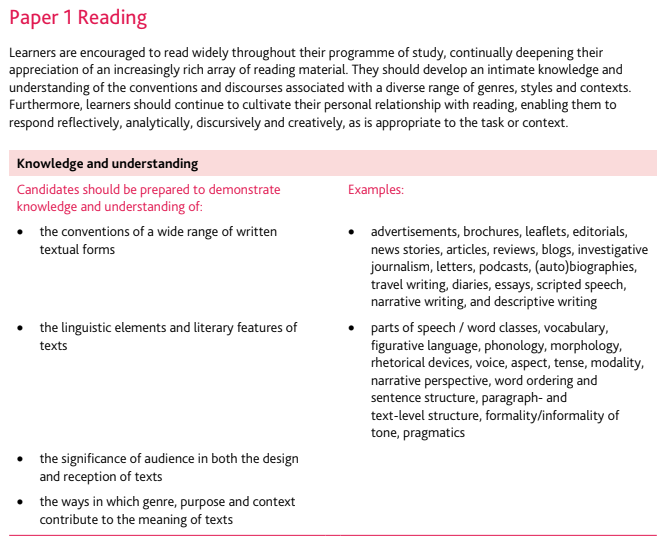 Paper 1 Reading
Learners are encouraged to read widely throughout their programme of study, continually deepening their
appreciation of an increasingly rich array of reading material. They should develop an intimate knowledge and
understanding of the conventions and discourses associated with a diverse range of genres, styles and contexts.
Furthermore, learners should continue to cultivate their personal relationship with reading, enabling them to
respond reflectively, analytically, discursively and creatively, as is appropriate to the task or context.
Knowledge and understanding
Candidates should be prepared to demonstrate
knowledge and understanding of:
Examples:
• the conventions of a wide range of written
textual forms
• advertisements, brochures, leaflets, editorials,
news stories, articles, reviews, blogs, investigative
journalism, letters, podcasts, (auto)biographies,
travel writing, diaries, essays, scripted speech,
narrative writing, and descriptive writing
• the linguistic elements and literary features of
texts
• parts of speech / word classes, vocabulary,
figurative language, phonology, morphology,
rhetorical devices, voice, aspect, tense, modality,
narrative perspective, word ordering and
sentence structure, paragraph- and
text-level structure, formality/informality of
tone, pragmatics
• the significance of audience in both the design
and reception of texts
• the ways in which genre, purpose and context
contribute to the meaning of texts